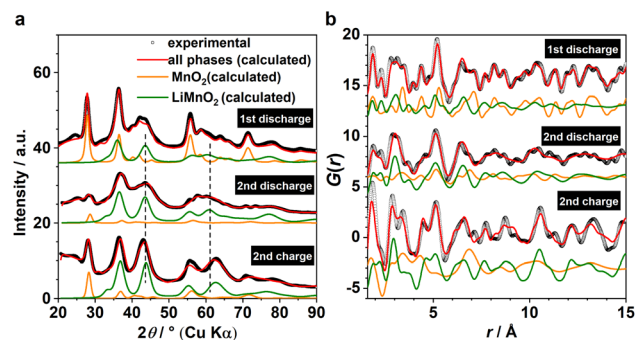 a
experimental
all phases (calculated)
MnO2(calculated)
LiMnO2 (calculated)
1st discharge
2nd discharge
2nd charge
60
40
20
0
Intensity / a.u.
20 30 40 50 60 70 80 90
2θ / ° (Cu Kα)
b
1st discharge
2nd discharge
2nd charge
20
15
10
5
0
-5
G(r)
5 10 15
r / Å